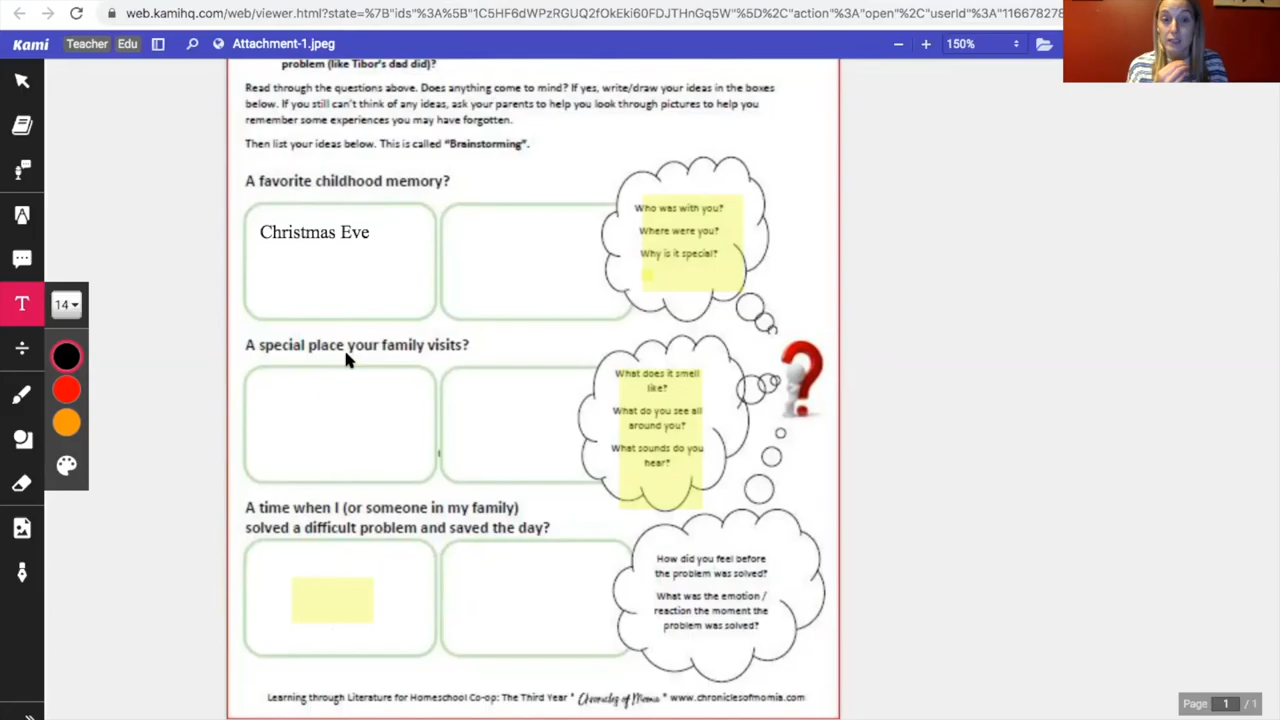 web.kamihq.com/web/viewer.html?state=%7B"ids"%3A%5B"1C5HF6dWPzRGUQ2fOkEki60FDJTHnGq5W"%5D%2C"action"%3A"open"%2C"userId"%3A"11667827
Kami Teacher Edu Attachment-1.jpeg 150%
problem (like Tibor's dad did)?
Read through the questions above. Does anything come to mind? If yes, write/draw your ideas in the boxes
below. If you still can't think of any ideas, ask your parents to help you look through pictures to help you
remember some experiences you may have forgotten.
Then list your ideas below. This is called "Brainstorming".
A favorite childhood memory?
Christmas Eve
Who was with you?
Where were you?
Why is it special?
T 14
A special place your family visits?
What does it smell
like?
What do you see all
around you?
What sounds do you
hear?
A time when I (or someone in my family)
solved a difficult problem and saved the day?
How did you feel before
the problem was solved?
What was the emotion /
reaction the moment the
problem was solved?
Learning through Literature for Homeschool Co-op: The Third Year * Chronicles of Momia * www.chroniclesofmomia.com
Page 1 / 1